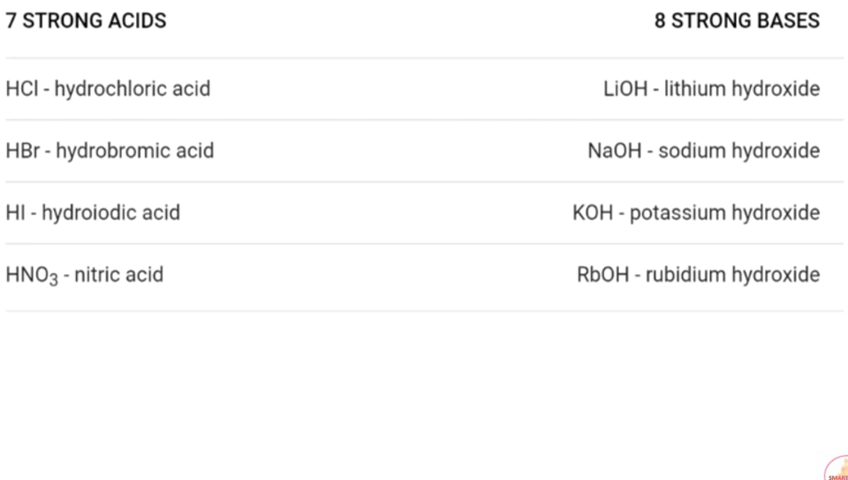 7 STRONG ACIDS 8 STRONG BASES
HCl - hydrochloric acid LiOH - lithium hydroxide
HBr - hydrobromic acid NaOH - sodium hydroxide
HI - hydroiodic acid KOH - potassium hydroxide
HNO₃ - nitric acid RbOH - rubidium hydroxide